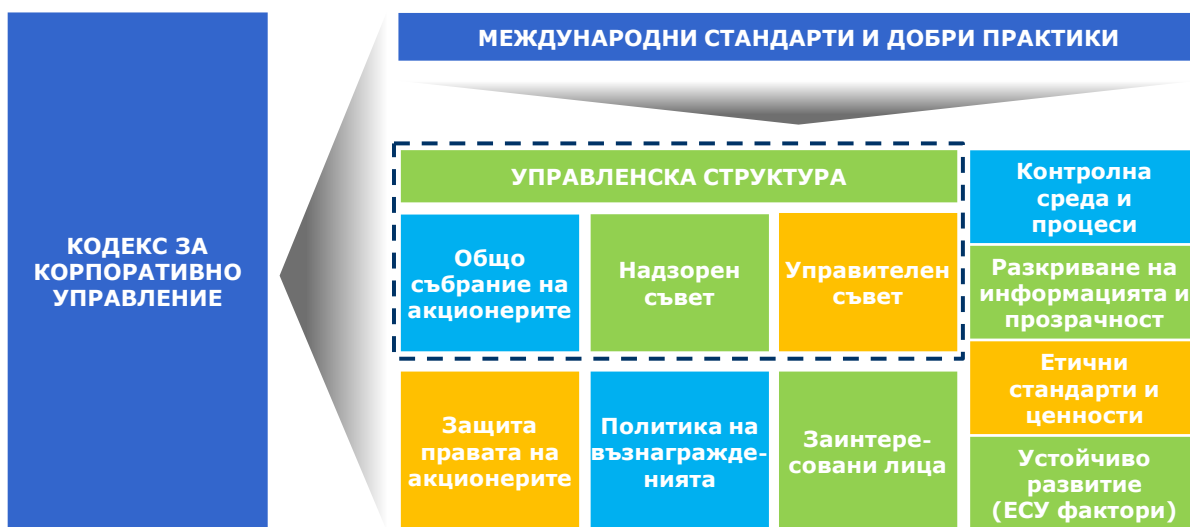 МЕЖДУНАРОДНИ СТАНДАРТИ И ДОБРИ ПРАКТИКИ
КОДЕКС ЗА
КОРПОРАТИВНО
УПРАВЛЕНИЕ
УПРАВЛЕНСКА СТРУКТУРА
Общо
събрание на
акционерите
Надзорен
съвет
Управителен
съвет
Защита
правата на
акционерите
Политика на
възнагражде-
нията
Заинтере-
совани лица
Контролна
среда и
процеси
Разкриване на
информацията и
прозрачност
Етични
стандарти и
ценности
Устойчиво
развитие
(ЕСУ фактори)